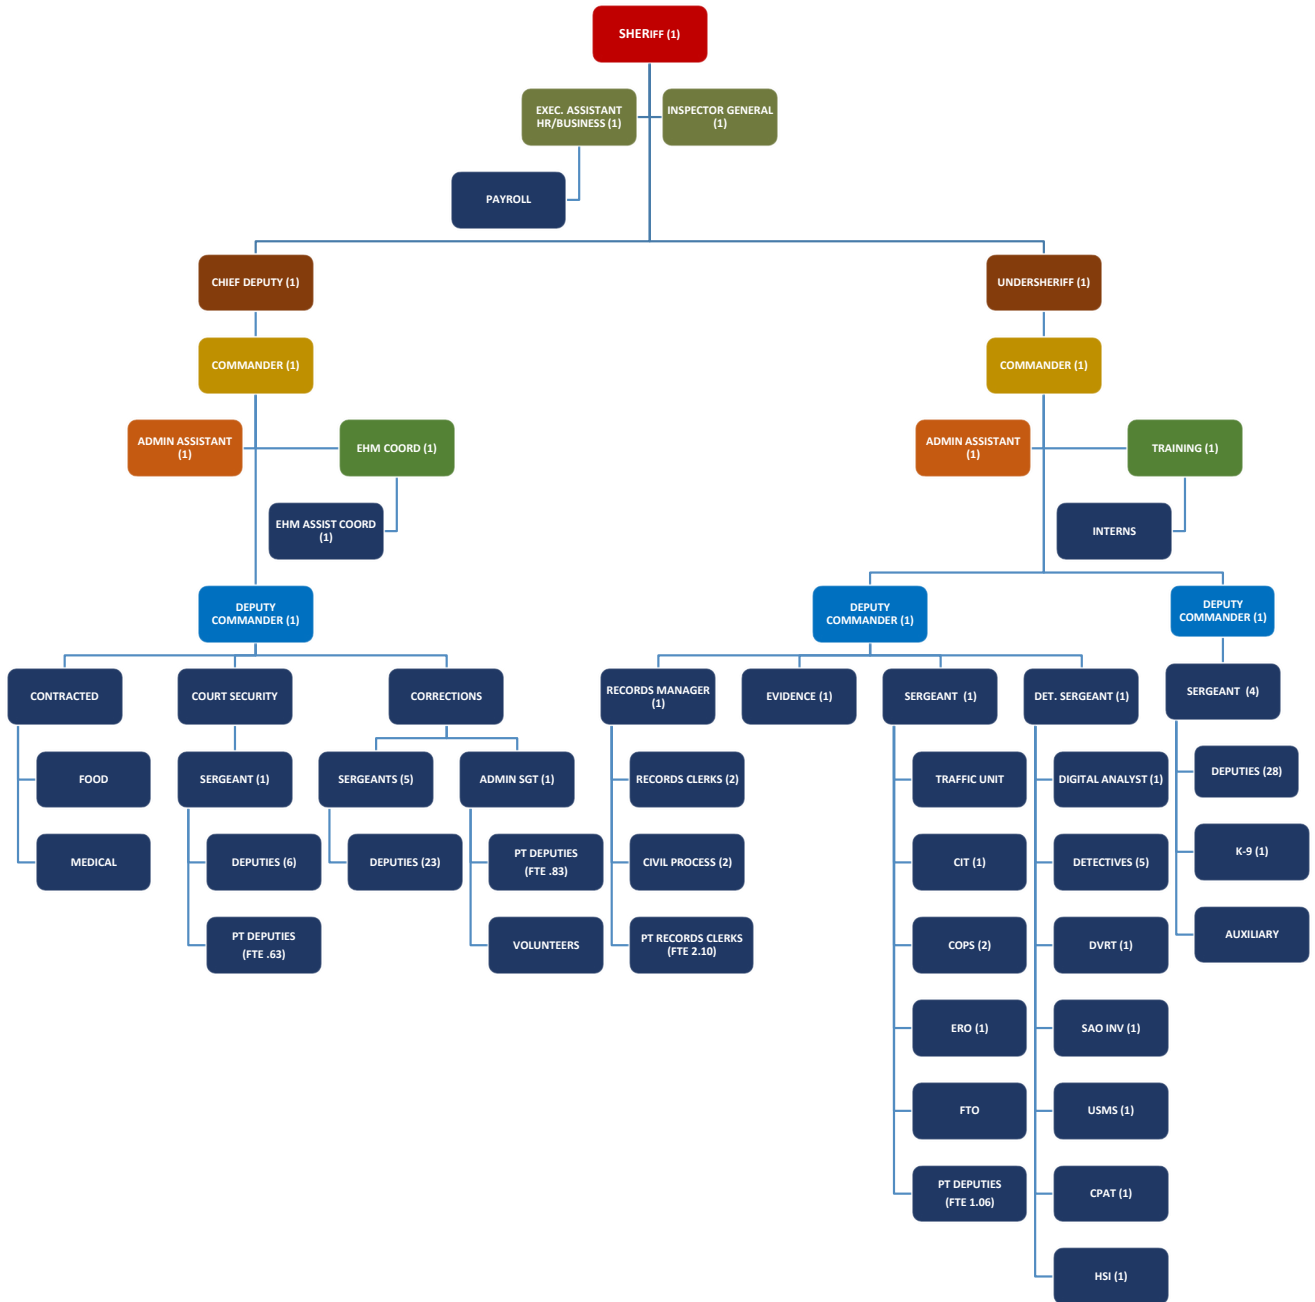 SHERIFF (1)
EXEC. ASSISTANT
HR/BUSINESS (1)
INSPECTOR GENERAL
(1)
PAYROLL
CHIEF DEPUTY (1)
UNDERSHERIFF (1)
COMMANDER (1)
COMMANDER (1)
ADMIN ASSISTANT
(1)
EHM COORD (1)
ADMIN ASSISTANT
(1)
TRAINING (1)
EHM ASSIST COORD
(1)
INTERNS
DEPUTY
COMMANDER (1)
DEPUTY
COMMANDER (1)
DEPUTY
COMMANDER (1)
CONTRACTED
COURT SECURITY
CORRECTIONS
RECORDS MANAGER
(1)
EVIDENCE (1)
SERGEANT (1)
DET. SERGEANT (1)
SERGEANT (4)
FOOD
SERGEANT (1)
SERGEANTS (5)
ADMIN SGT (1)
RECORDS CLERKS (2)
TRAFFIC UNIT
DIGITAL ANALYST (1)
DEPUTIES (28)
MEDICAL
DEPUTIES (6)
DEPUTIES (23)
PT DEPUTIES
(FTE .83)
CIVIL PROCESS (2)
CIT (1)
DETECTIVES (5)
K-9 (1)
PT DEPUTIES
(FTE .63)
VOLUNTEERS
PT RECORDS CLERKS
(FTE 2.10)
COPS (2)
DVRT (1)
AUXILIARY
ERO (1)
SAO INV (1)
FTO
USMS (1)
PT DEPUTIES
(FTE 1.06)
CPAT (1)
HSI (1)